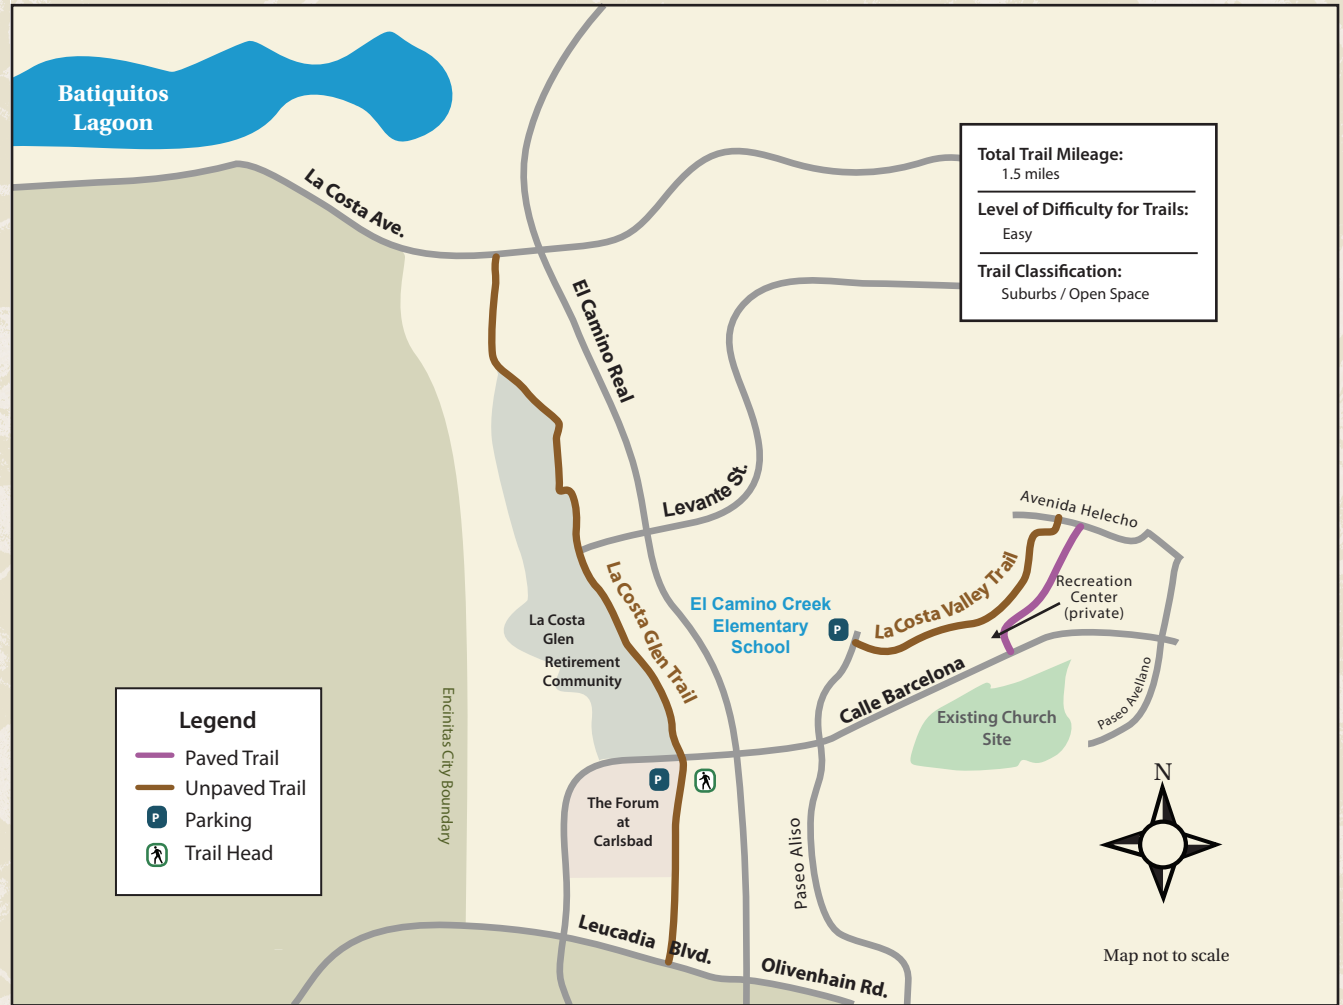 Batiquitos
Lagoon
La Costa Ave.
Total Trail Mileage:
1.5 miles
Level of Difficulty for Trails:
Easy
Trail Classification:
Suburbs / Open Space
El Camino Real
Levante St.
Avenida Helecho
La Costa Valley Trail
Recreation
Center
(private)
La Costa Glen Trail
El Camino Creek
Elementary
School
P
La Costa
Glen
Retirement
Community
Calle Barcelona
Existing Church
Site
Paseo Avellano
Encinitas City Boundary
Legend
Paved Trail
Unpaved Trail
P
Parking
Trail Head
P
The Forum
at
Carlsbad
Paseo Aliso
N
Leucadia Blvd.
Olivenhain Rd.
Map not to scale